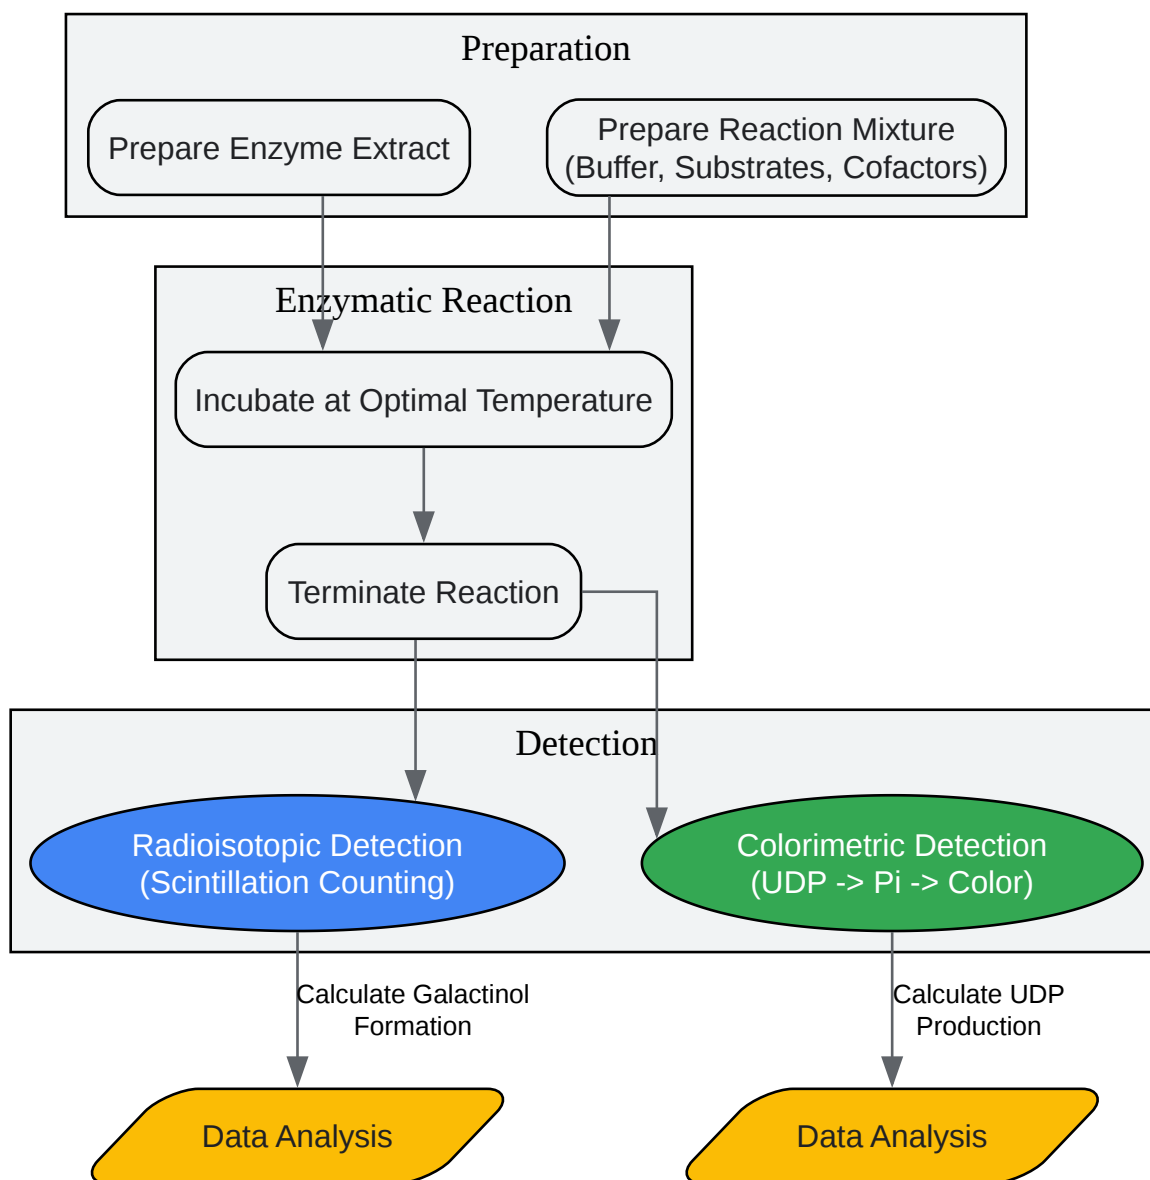 Preparation
Prepare Enzyme Extract
Prepare Reaction Mixture
(Buffer, Substrates, Cofactors)
Enzymatic Reaction
Incubate at Optimal Temperature
Terminate Reaction
Detection
Radioisotopic Detection
(Scintillation Counting)
Colorimetric Detection
(UDP -> Pi -> Color)
Calculate Galactinol
Formation
Calculate UDP
Production
Data Analysis
Data Analysis